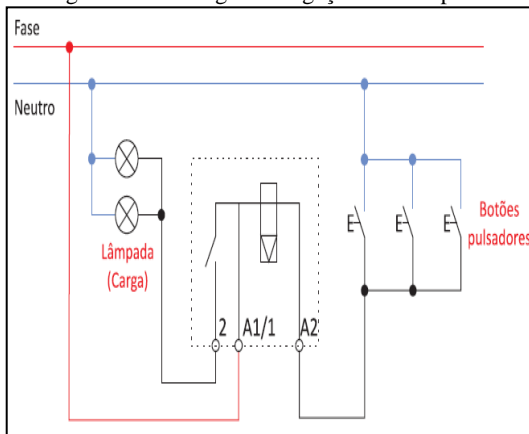 Fase
Neutro
Lâmpada
(Carga)
Botões
pulsadores
E
E
E
2
A1/1
A2